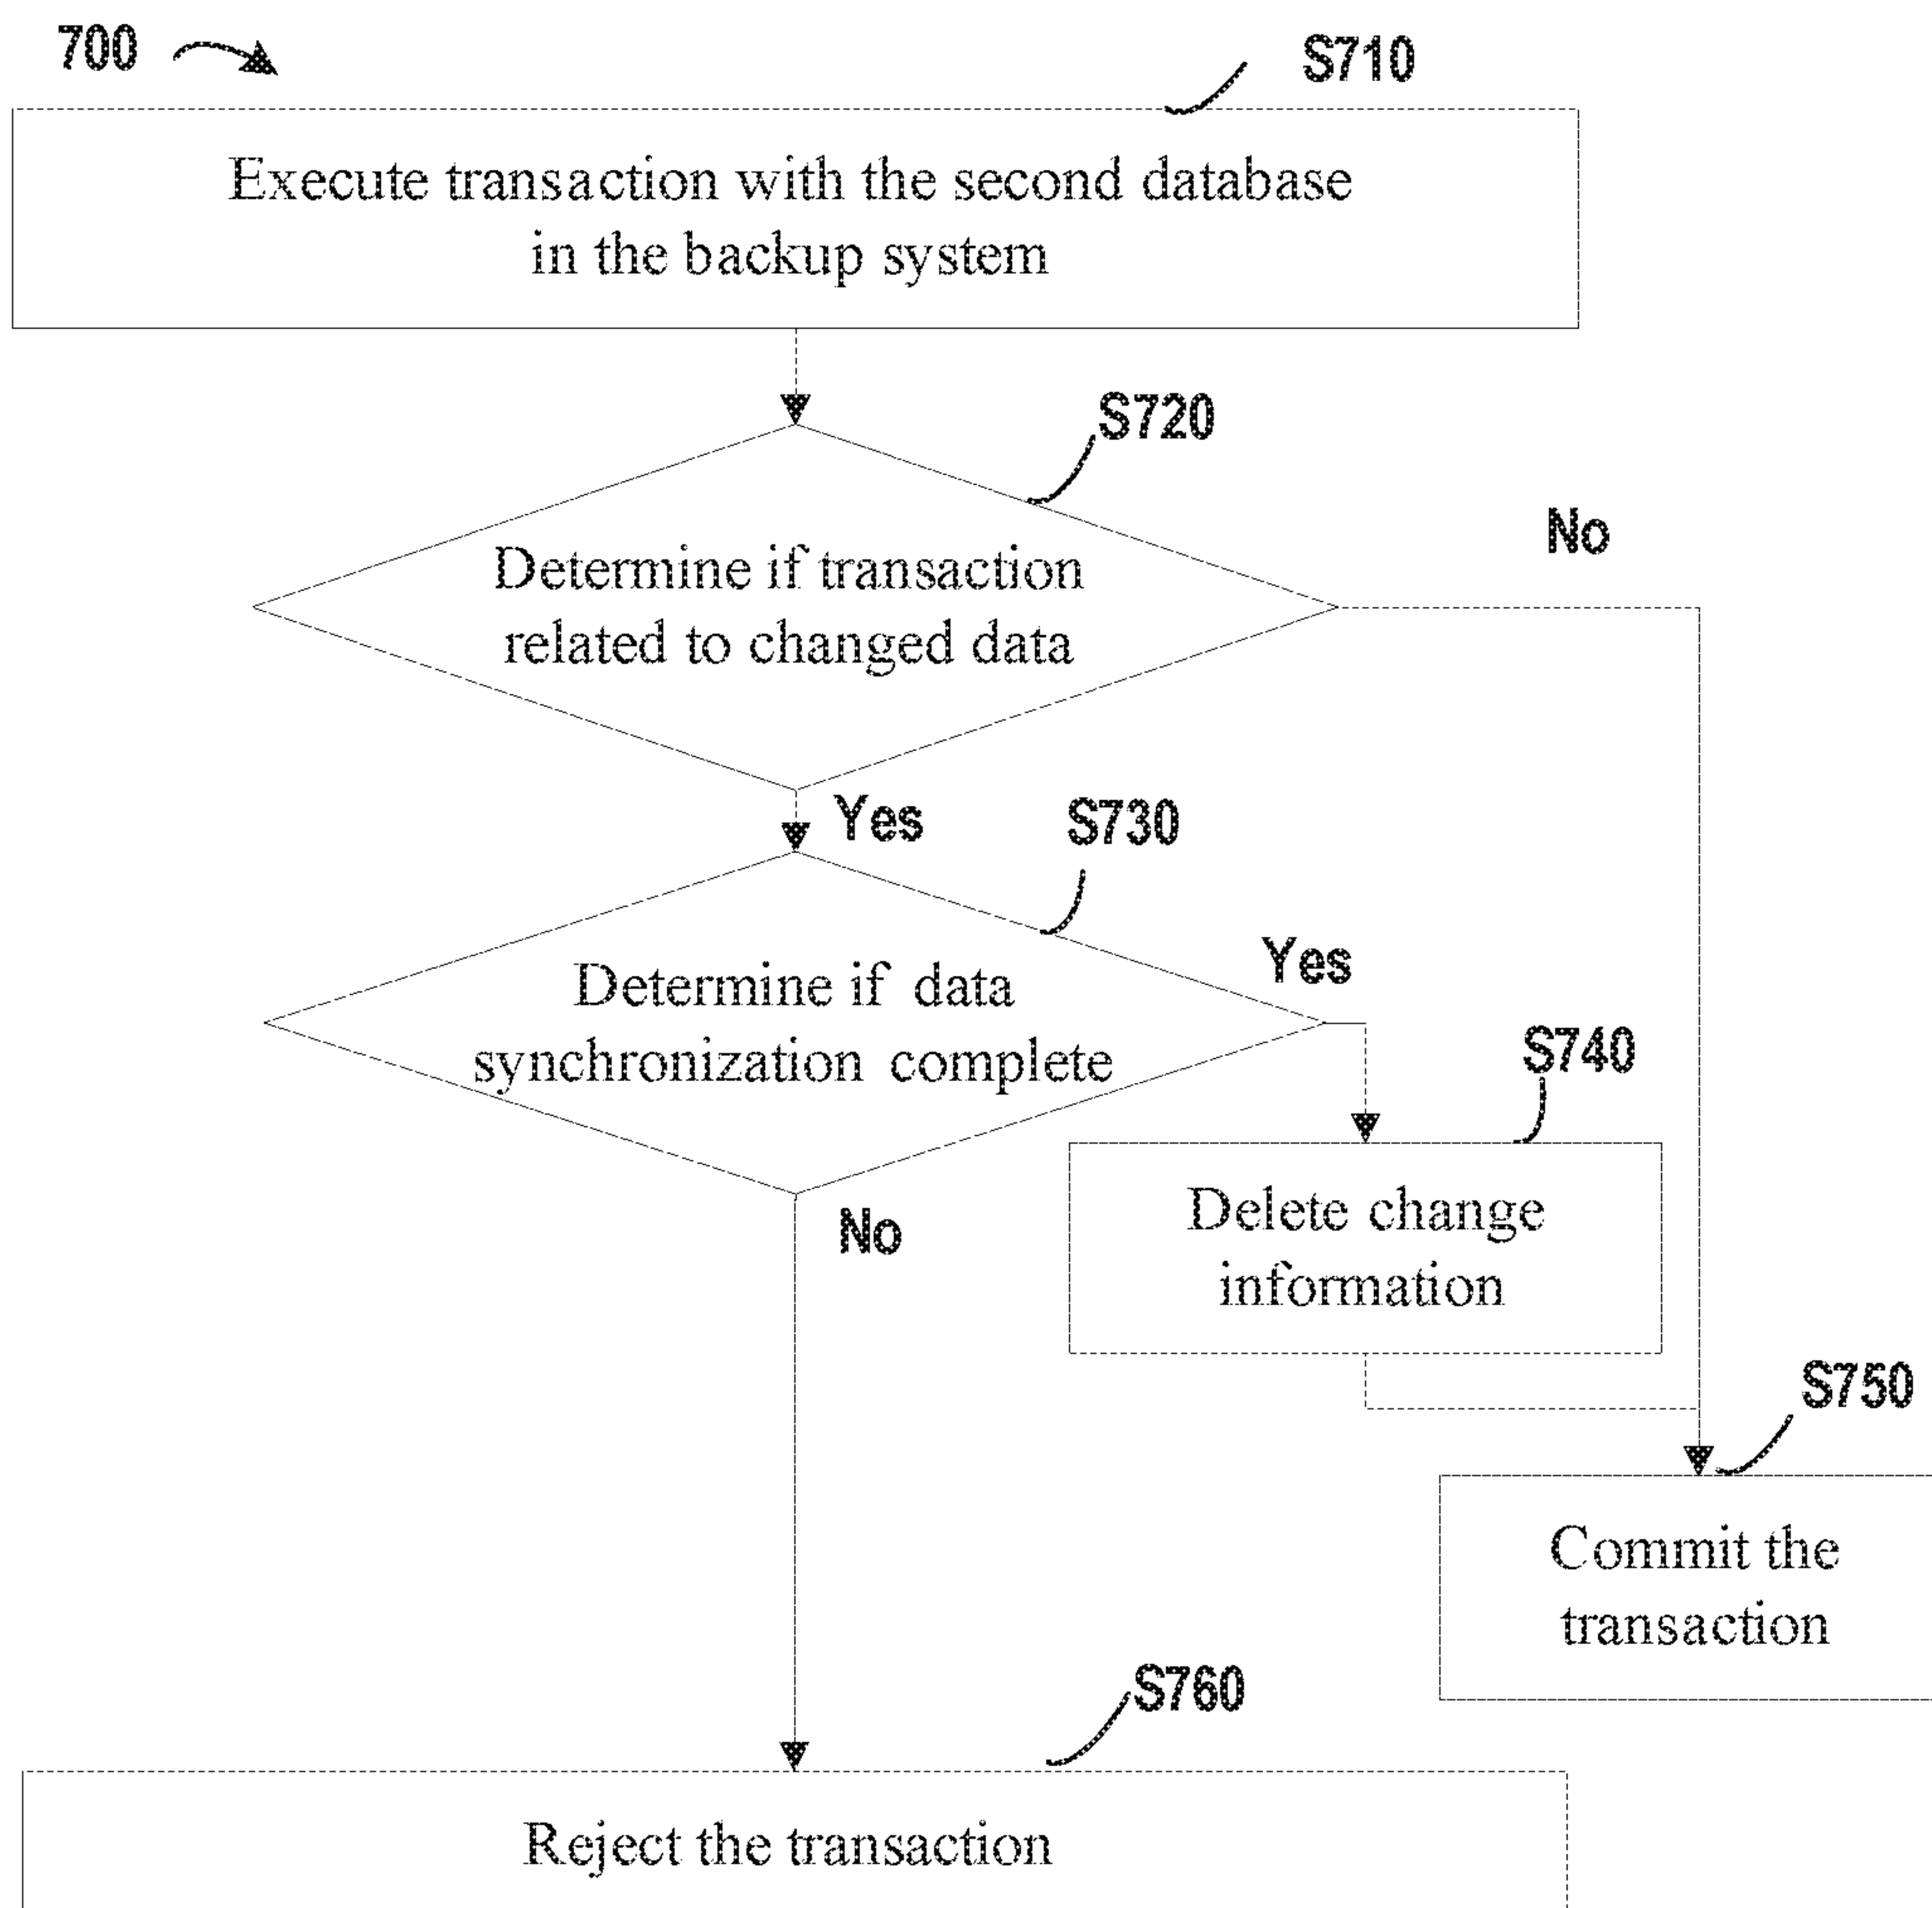 700
S710
Execute transaction with the second database
in the backup system
S720
No
Determine if transaction
related to changed data
Yes
S730
Yes
Determine if data
synchronization complete
S740
No
Delete change
information
S750
Commit the
transaction
S760
Reject the transaction